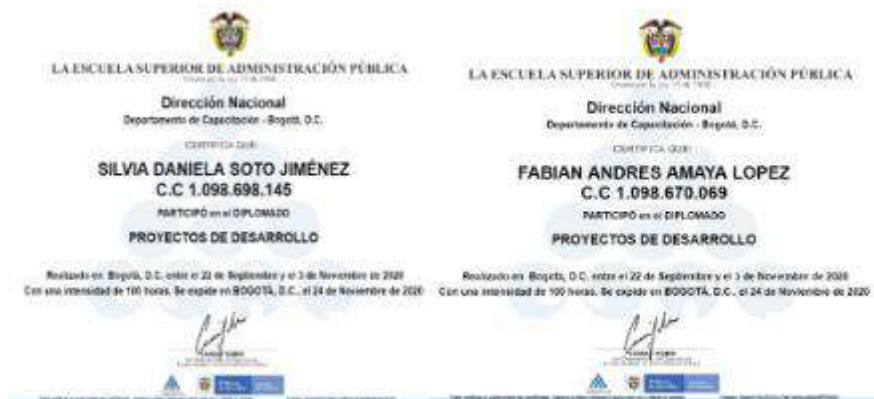 LA ESCUELA SUPERIOR DE ADMINISTRACIÓN PÚBLICA
Dirección Nacional
Departamento de Capacitación - Bogotá, D.C.
CERTIFICA QUE:
SILVIA DANIELA SOTO JIMÉNEZ
C.C 1.098.698.145
PARTICIPÓ en el DIPLOMADO
PROYECTOS DE DESARROLLO
Realizado en Bogotá, D.C. entre el 22 de Septiembre y el 3 de Noviembre de 2020
Con una intensidad de 100 horas. Se expide en BOGOTÁ, D.C., el 24 de Noviembre de 2020
LA ESCUELA SUPERIOR DE ADMINISTRACIÓN PÚBLICA
Dirección Nacional
Departamento de Capacitación - Bogotá, D.C.
CERTIFICA QUE:
FABIAN ANDRES AMAYA LOPEZ
C.C 1.098.670.069
PARTICIPÓ en el DIPLOMADO
PROYECTOS DE DESARROLLO
Realizado en Bogotá, D.C. entre el 22 de Septiembre y el 3 de Noviembre de 2020
Con una intensidad de 100 horas. Se expide en BOGOTÁ, D.C., el 24 de Noviembre de 2020